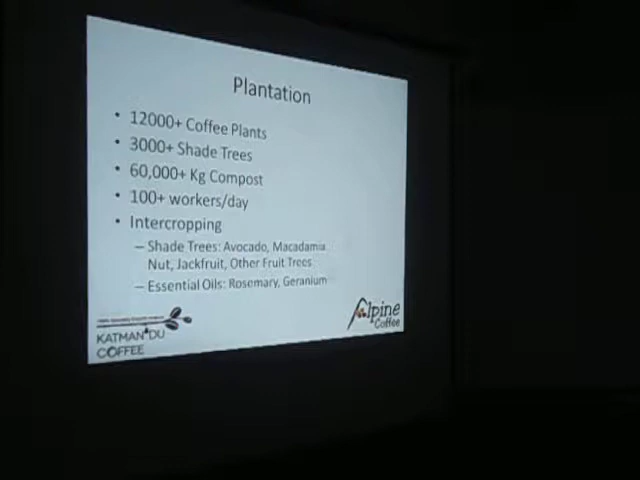 Plantation
• 12000+ Coffee Plants
• 3000+ Shade Trees
• 60,000+ Kg Compost
• 100+ workers/day
• Intercropping
– Shade Trees: Avocado, Macadamia
Nut, Jackfruit, Other Fruit Trees
– Essential Oils: Rosemary, Geranium
KATMANDU
COFFEE
Alpine
Coffee